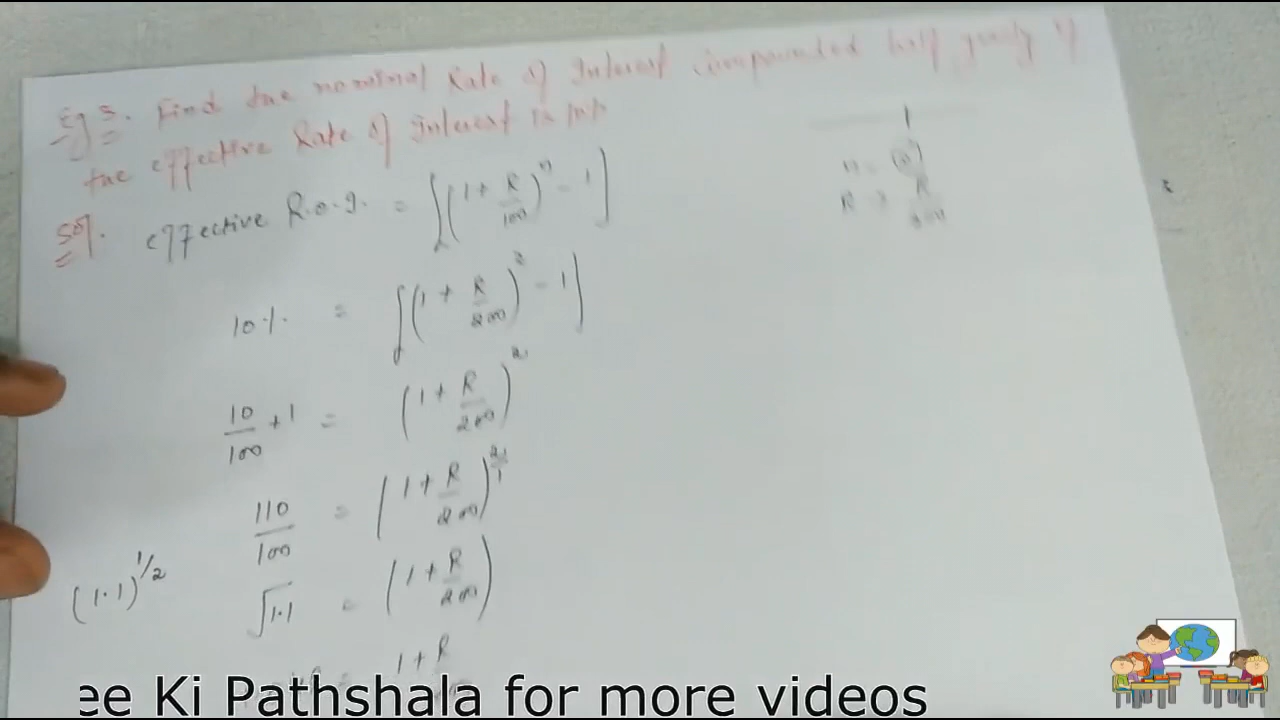 Eg 3. Find the nominal Rate of Interest compounded half yearly if
the effective Rate of Interest is 10%
Sol. effective R.o.I. = [(1 + R/100)^n - 1]
1
n = (2)
R → R/200
10% = [(1 + R/200)^2 - 1]
10/100 + 1 = (1 + R/200)^2
110/100 = (1 + R/200)^2/1
(1.1)^1/2
√1.1 = (1 + R/200)
= 1 + R
ee Ki Pathshala for more videos